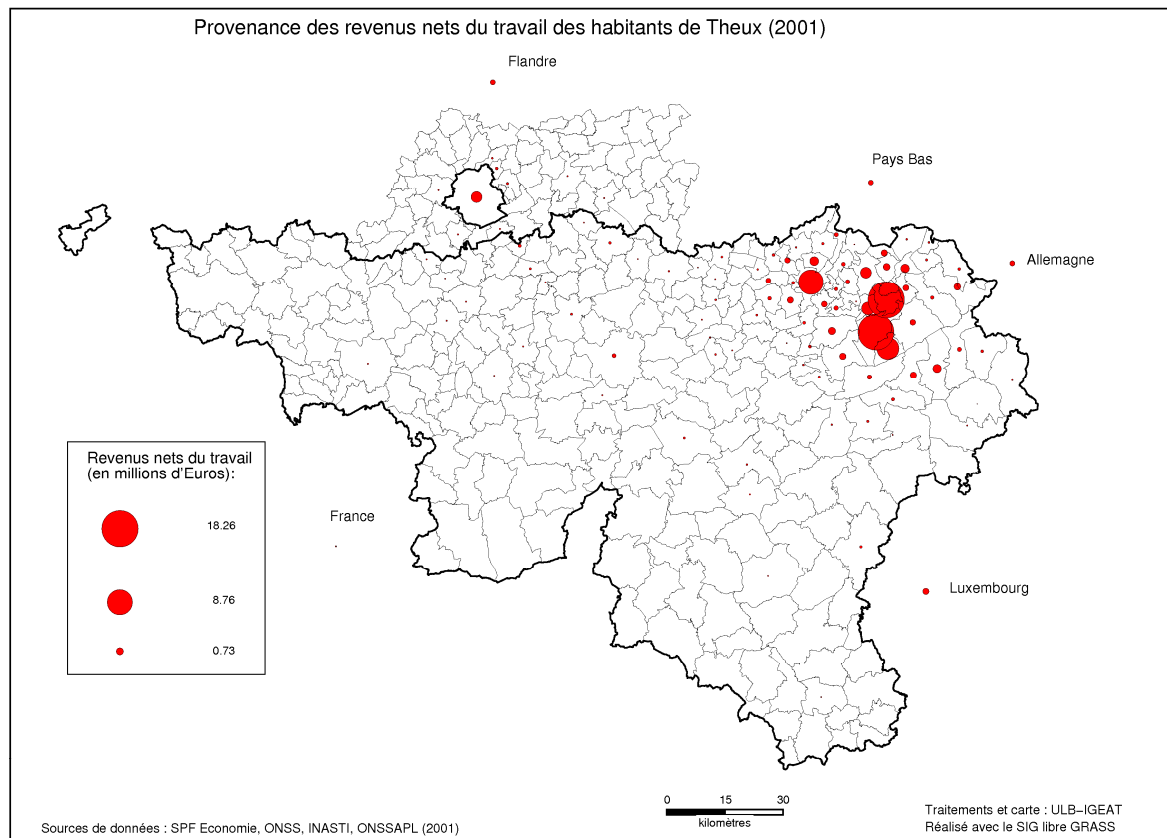 Provenance des revenus nets du travail des habitants de Theux (2001)
Flandre
Pays Bas
Allemagne
Revenus nets du travail
(en millions d'Euros):
18.26
8.76
0.73
France
Luxembourg
0 15 30
kilomètres
Sources de données : SPF Economie, ONSS, INASTI, ONSSAPL (2001)
Traitements et carte : ULB–IGEAT
Réalisé avec le SIG libre GRASS